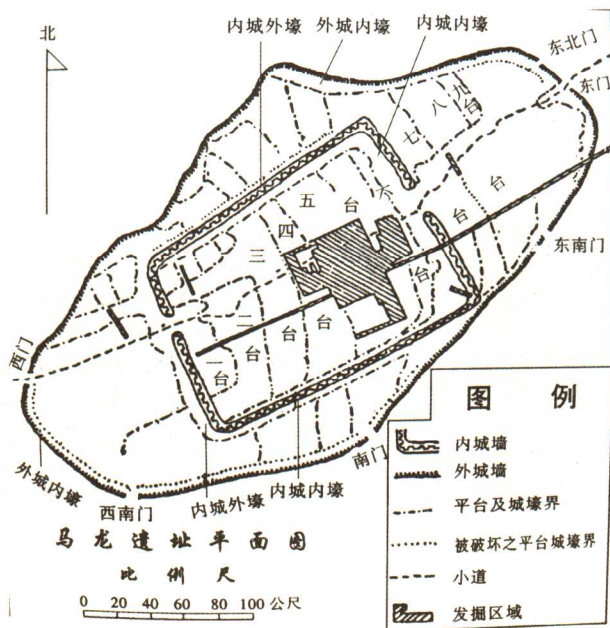 北
内城外壕
外城内壕
内城内壕
东北门
东门
九
八
台
七
六
五
台
四
三
台
台
东南门
台
二
台
台
一
台
台
西门
外城内壕
西南门
内城外壕
内城内壕
南门
马龙遗址平面图
比例尺
0 20 40 60 80 100 公尺
图 例
内城墙
外城墙
平台及城壕界
被破坏之平台城壕界
小道
发掘区域